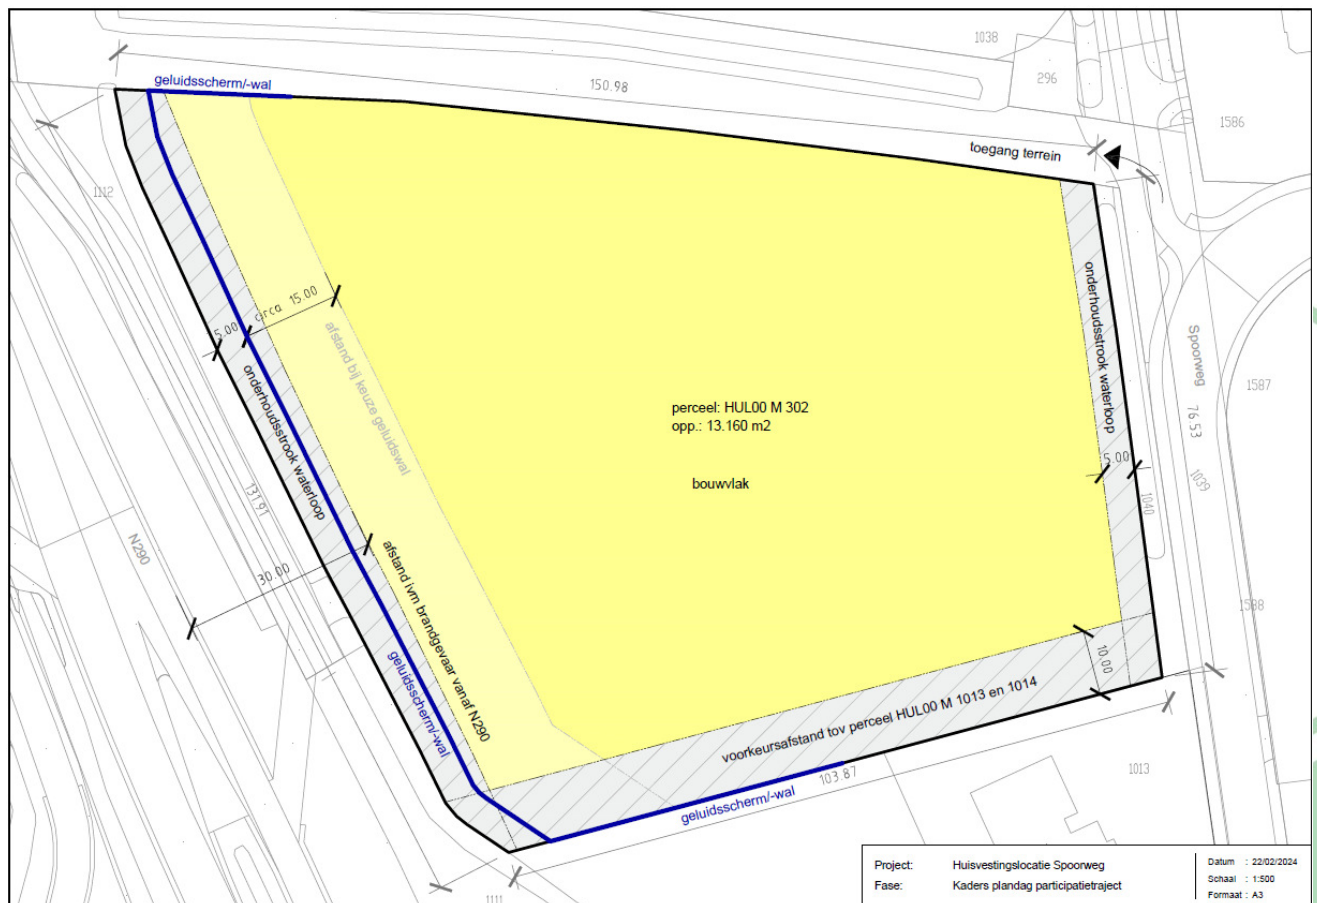 1038
296
1586
geluidsscherm/-wal
150.98
toegang terrein
1112
5.00
circa 15.00
afstand bij keuze geluidswal
onderhoudsstrook waterloop
131.91
N290
30.00
afstand ivm brandgevaar vanaf N290
geluidsscherm/-wal
perceel: HUL00 M 302
opp.: 13.160 m2
bouwvlak
onderhoudsstrook waterloop
5.00
Spoorweg
76.53
1587
1039
1040
1588
10.00
voorkeursafstand tov perceel HUL00 M 1013 en 1014
103.87
geluidsscherm/-wal
1013
1111
Project: Huisvestingslocatie Spoorweg
Fase: Kaders plandag participatietraject
Datum : 22/02/2024
Schaal : 1:500
Formaat : A3